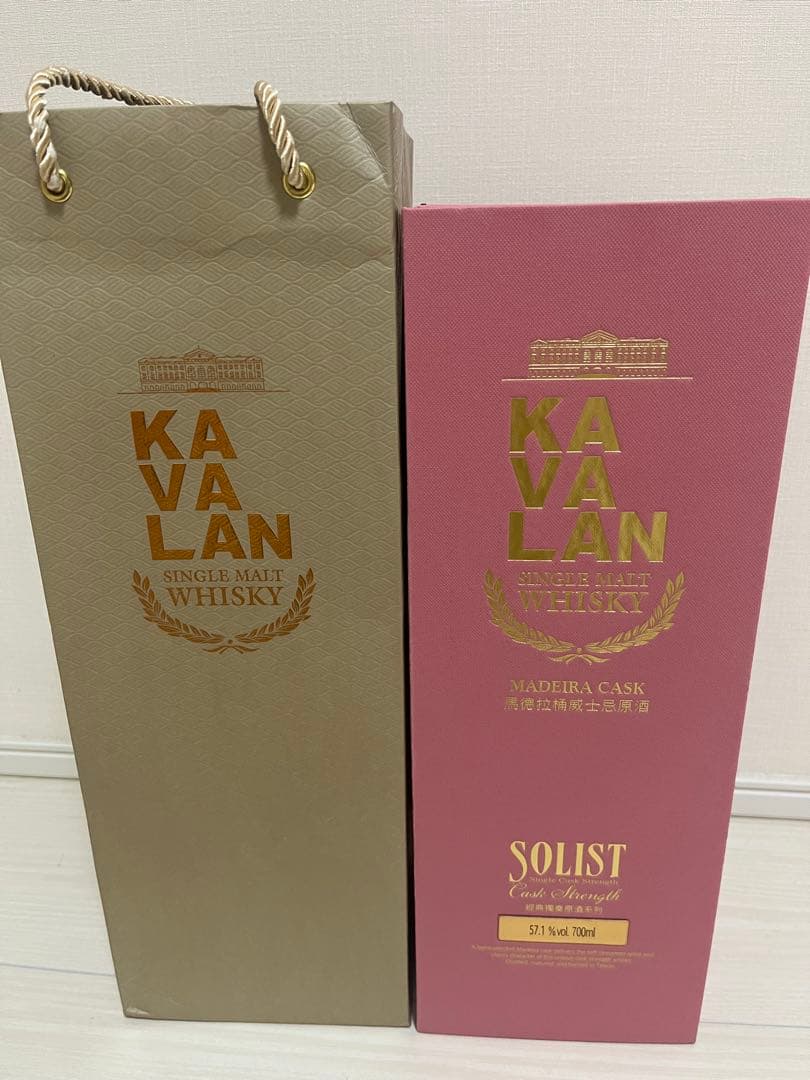 KA
VA
LAN
SINGLE MALT
WHISKY
KA
VA
LAN
SINGLE MALT
WHISKY
MADEIRA CASK
馬德拉桶威士忌原酒
SOLIST
Single Cask Strength
Cask Strength
經典獨奏原酒系列
57.1 % vol. 700ml